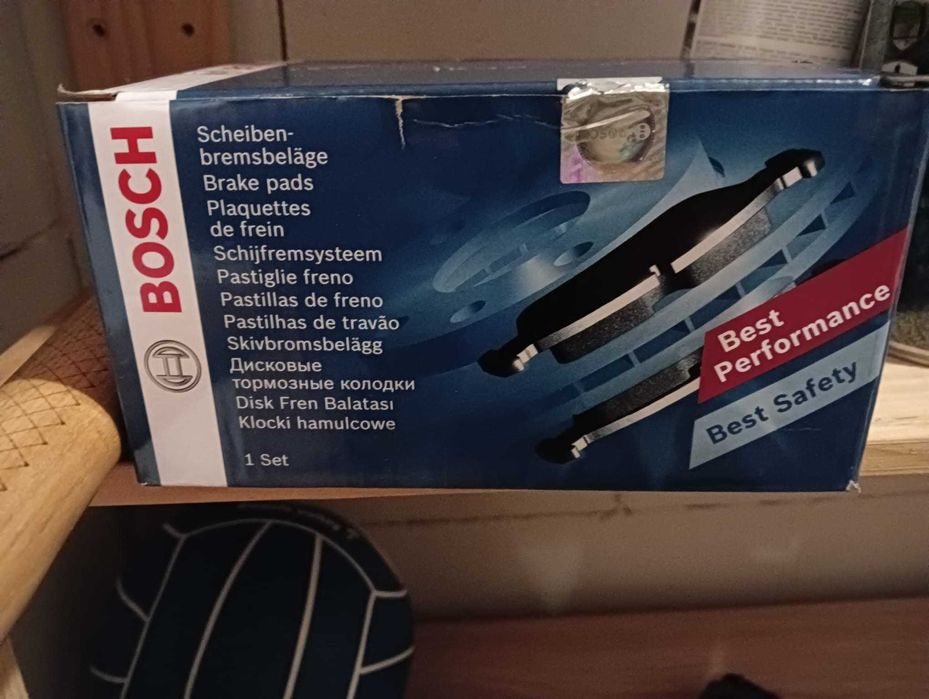 BOSCH
Scheiben-
bremsbeläge
Brake pads
Plaquettes
de frein
Schijfremsysteem
Pastiglie freno
Pastillas de freno
Pastilhas de travão
Skivbromsbelägg
Дисковые
тормозные колодки
Disk Fren Balatası
Klocki hamulcowe
1 Set
Best
Performance
Best Safety